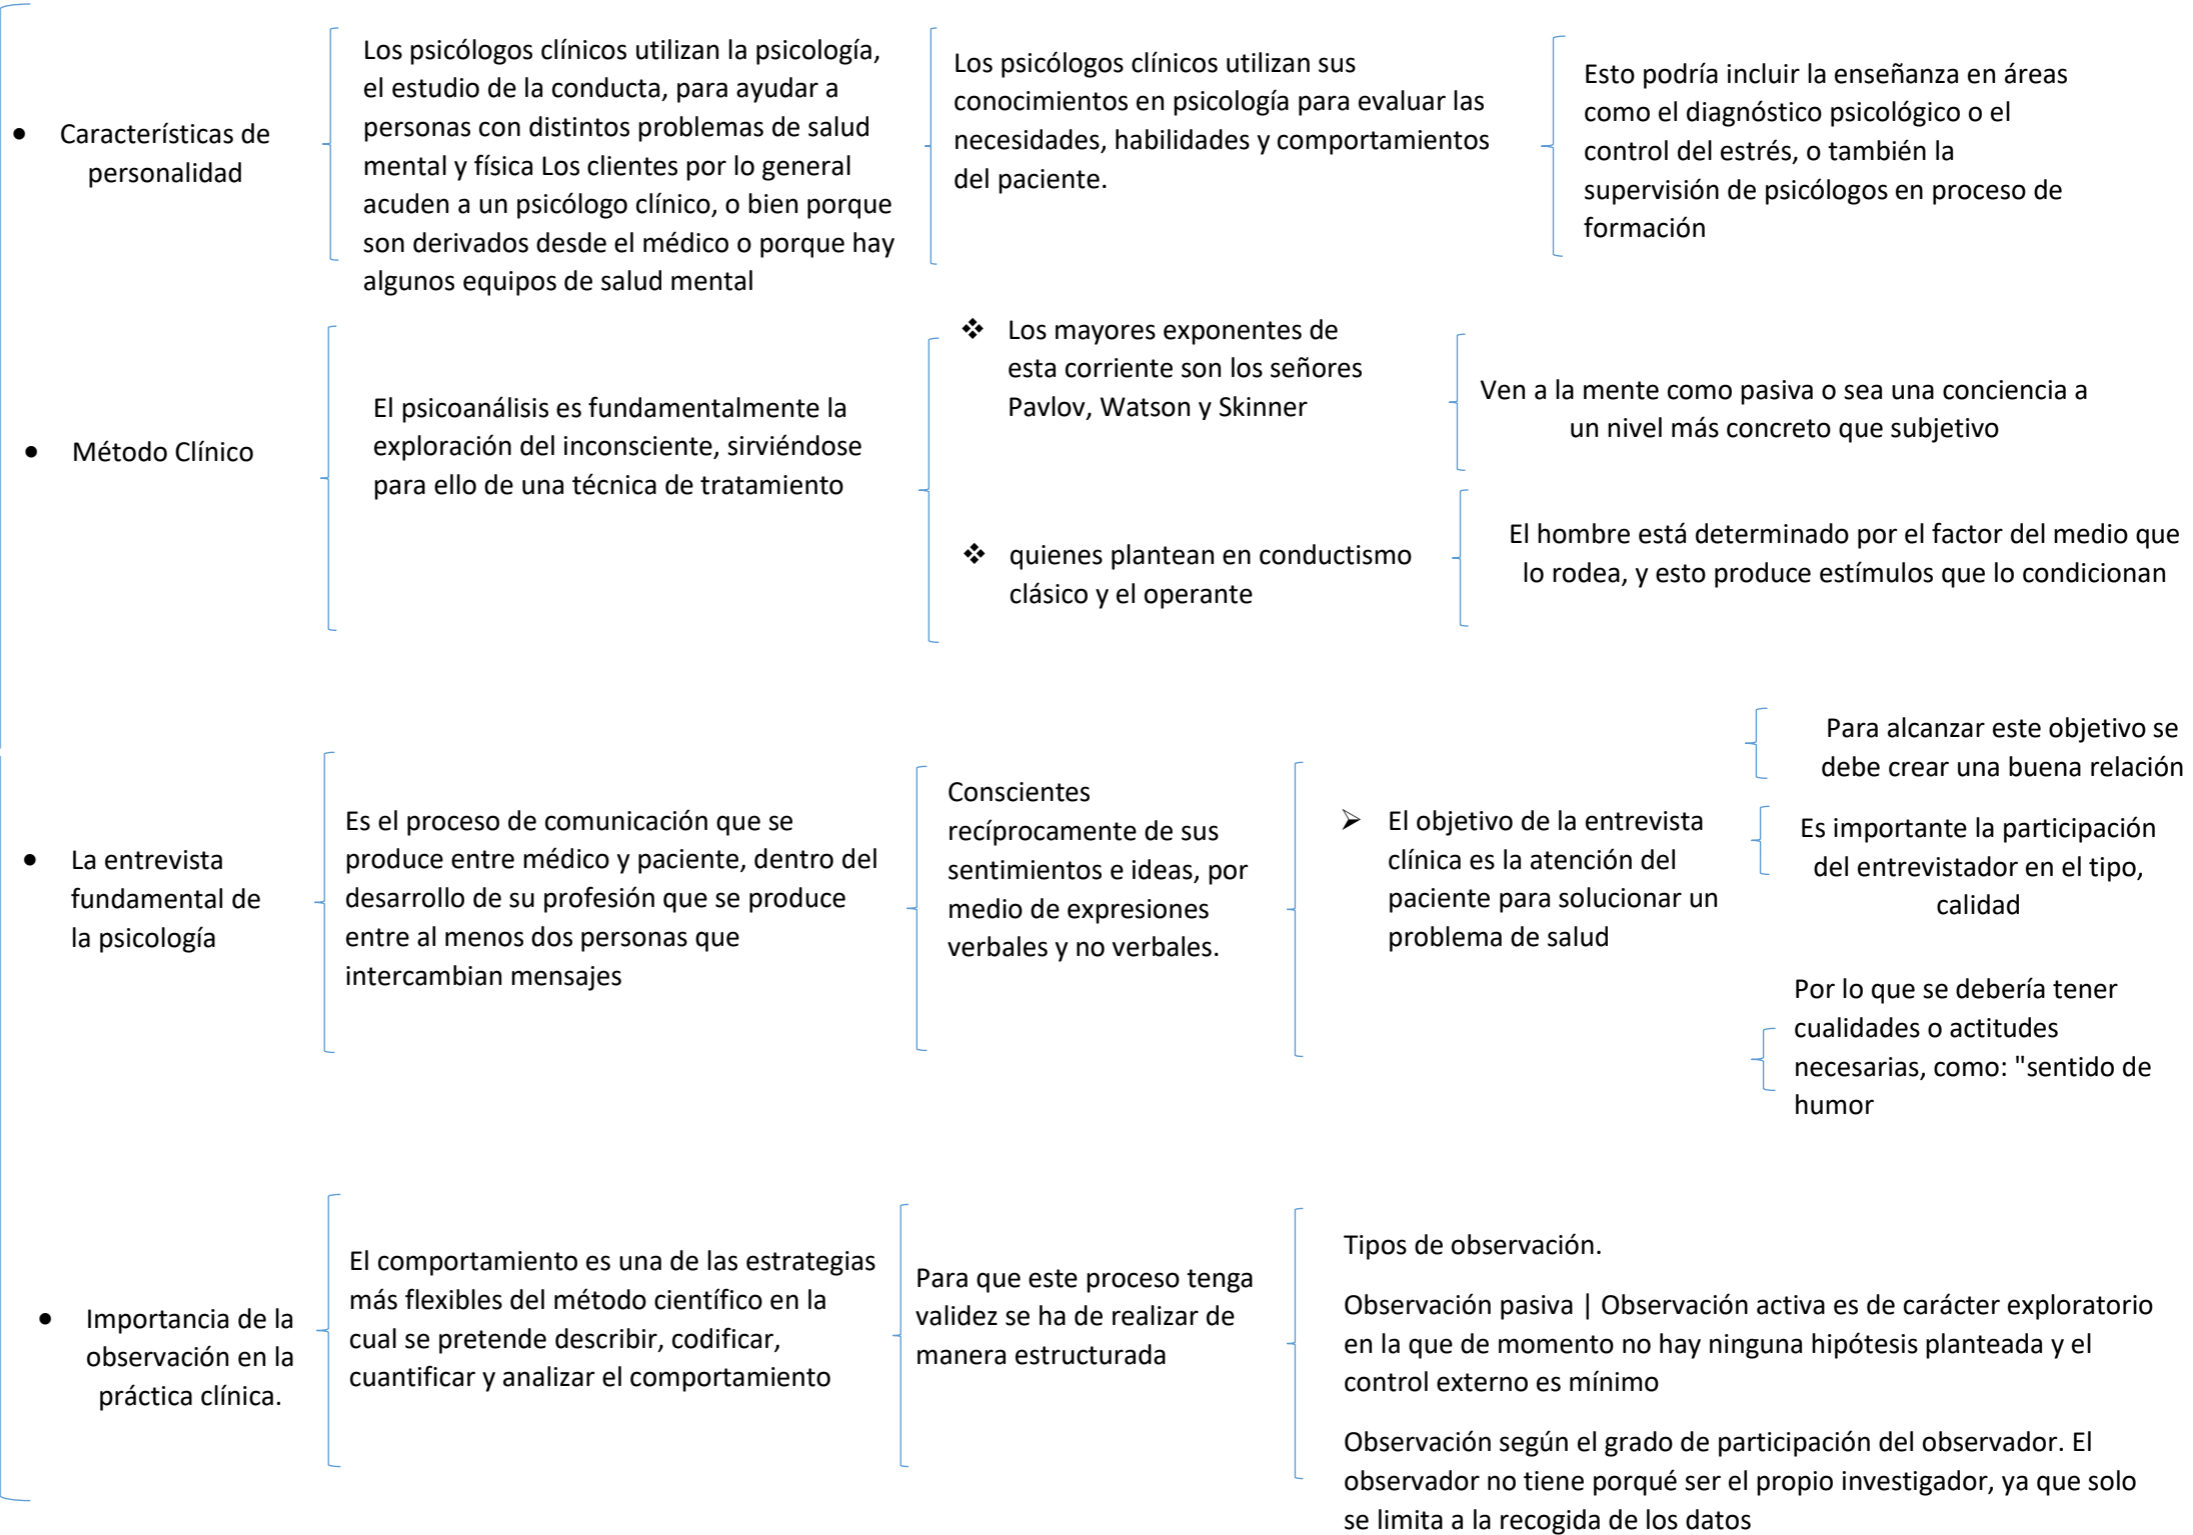 • Características de
personalidad
Los psicólogos clínicos utilizan la psicología,
el estudio de la conducta, para ayudar a
personas con distintos problemas de salud
mental y física Los clientes por lo general
acuden a un psicólogo clínico, o bien porque
son derivados desde el médico o porque hay
algunos equipos de salud mental
Los psicólogos clínicos utilizan sus
conocimientos en psicología para evaluar las
necesidades, habilidades y comportamientos
del paciente.
Esto podría incluir la enseñanza en áreas
como el diagnóstico psicológico o el
control del estrés, o también la
supervisión de psicólogos en proceso de
formación
• Método Clínico
El psicoanálisis es fundamentalmente la
exploración del inconsciente, sirviéndose
para ello de una técnica de tratamiento
❖ Los mayores exponentes de
esta corriente son los señores
Pavlov, Watson y Skinner
Ven a la mente como pasiva o sea una conciencia a
un nivel más concreto que subjetivo
❖ quienes plantean en conductismo
clásico y el operante
El hombre está determinado por el factor del medio que
lo rodea, y esto produce estímulos que lo condicionan
• La entrevista
fundamental de
la psicología
Es el proceso de comunicación que se
produce entre médico y paciente, dentro del
desarrollo de su profesión que se produce
entre al menos dos personas que
intercambian mensajes
Conscientes
recíprocamente de sus
sentimientos e ideas, por
medio de expresiones
verbales y no verbales.
➢ El objetivo de la entrevista
clínica es la atención del
paciente para solucionar un
problema de salud
Para alcanzar este objetivo se
debe crear una buena relación
Es importante la participación
del entrevistador en el tipo,
calidad
Por lo que se debería tener
cualidades o actitudes
necesarias, como: "sentido de
humor
• Importancia de la
observación en la
práctica clínica.
El comportamiento es una de las estrategias
más flexibles del método científico en la
cual se pretende describir, codificar,
cuantificar y analizar el comportamiento
Para que este proceso tenga
validez se ha de realizar de
manera estructurada
Tipos de observación.
Observación pasiva | Observación activa es de carácter exploratorio
en la que de momento no hay ninguna hipótesis planteada y el
control externo es mínimo
Observación según el grado de participación del observador. El
observador no tiene porqué ser el propio investigador, ya que solo
se limita a la recogida de los datos